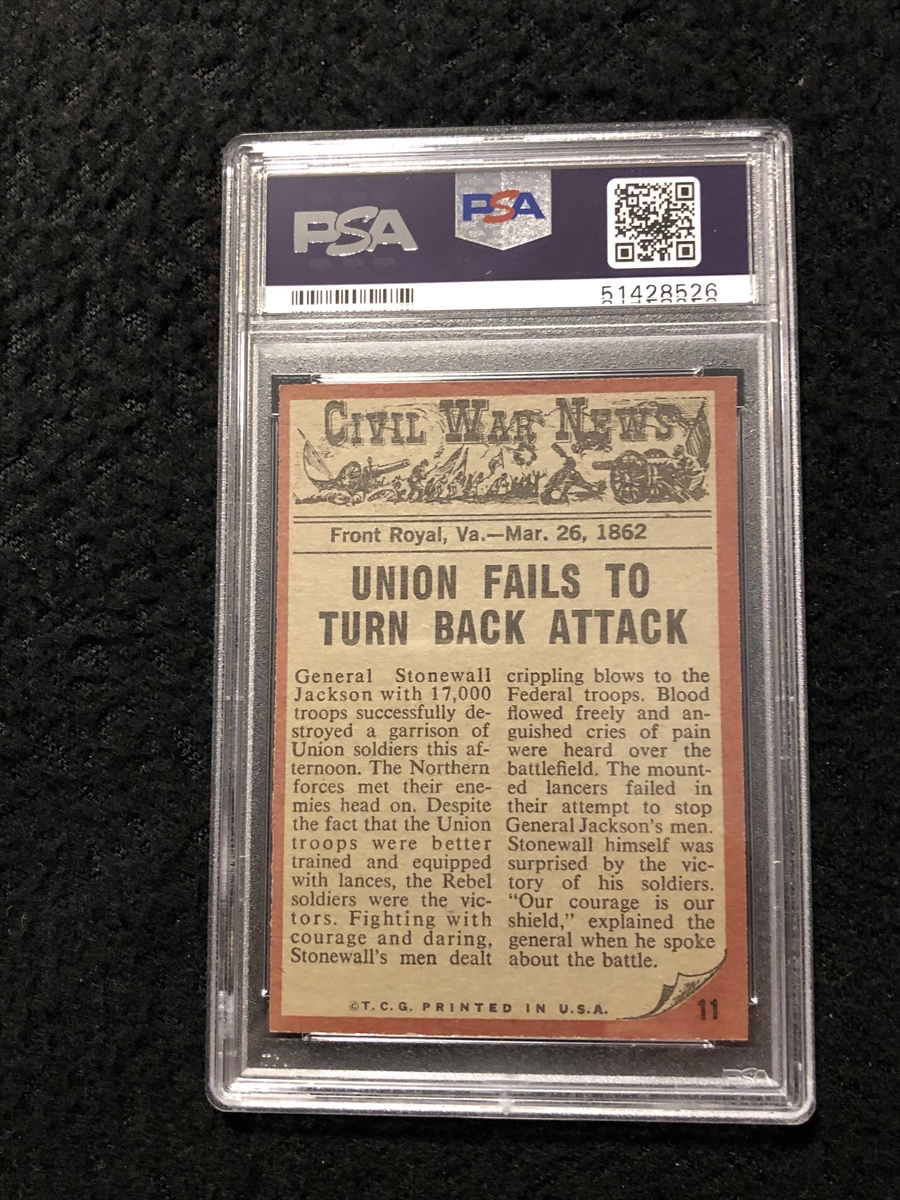 PSA
PSA
51428526
CIVIL WAR NEWS
Front Royal, Va.—Mar. 26, 1862
UNION FAILS TO
TURN BACK ATTACK
General Stonewall
Jackson with 17,000
troops successfully de-
stroyed a garrison of
Union soldiers this af-
ternoon. The Northern
forces met their ene-
mies head on. Despite
the fact that the Union
troops were better
trained and equipped
with lances, the Rebel
soldiers were the vic-
tors. Fighting with
courage and daring,
Stonewall's men dealt
crippling blows to the
Federal troops. Blood
flowed freely and an-
guished cries of pain
were heard over the
battlefield. The mount-
ed lancers failed in
their attempt to stop
General Jackson's men.
Stonewall himself was
surprised by the vic-
tory of his soldiers.
“Our courage is our
shield,” explained the
general when he spoke
about the battle.
©T.C.G. PRINTED IN U.S.A.
11
PSA